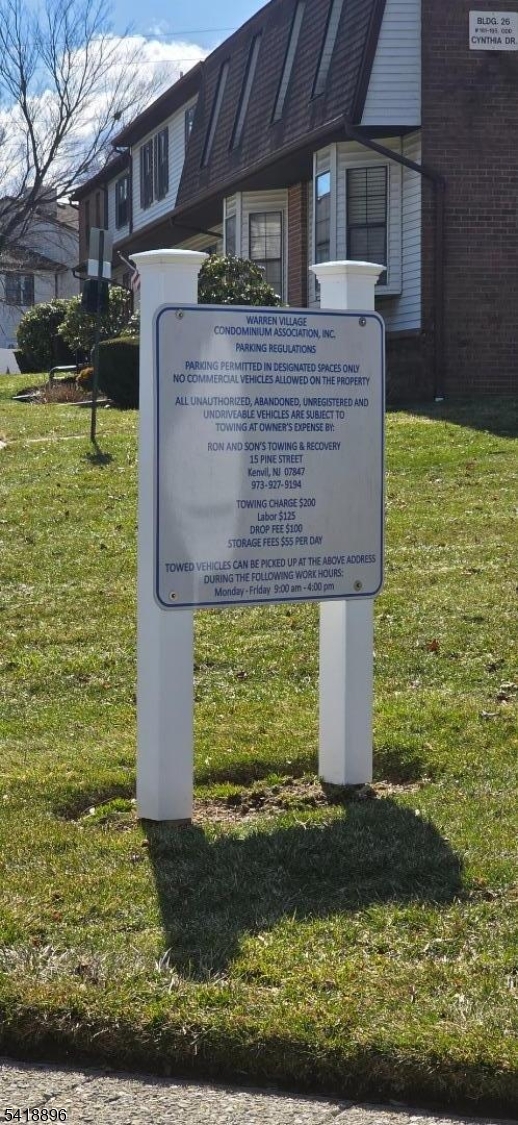 BLDG. 26
CYNTHIA DR.
WARREN VILLAGE
CONDOMINIUM ASSOCIATION, INC.
PARKING REGULATIONS
PARKING PERMITTED IN DESIGNATED SPACES ONLY
NO COMMERCIAL VEHICLES ALLOWED ON THE PROPERTY
ALL UNAUTHORIZED, ABANDONED, UNREGISTERED AND
UNDRIVEABLE VEHICLES ARE SUBJECT TO
TOWING AT OWNER'S EXPENSE BY:
RON AND SON'S TOWING & RECOVERY
15 PINE STREET
Kenvil, NJ 07847
973-927-9194
TOWING CHARGE $200
Labor $125
DROP FEE $100
STORAGE FEES $55 PER DAY
TOWED VEHICLES CAN BE PICKED UP AT THE ABOVE ADDRESS
DURING THE FOLLOWING WORK HOURS:
Monday - Friday 9:00 am - 4:00 pm
5418896